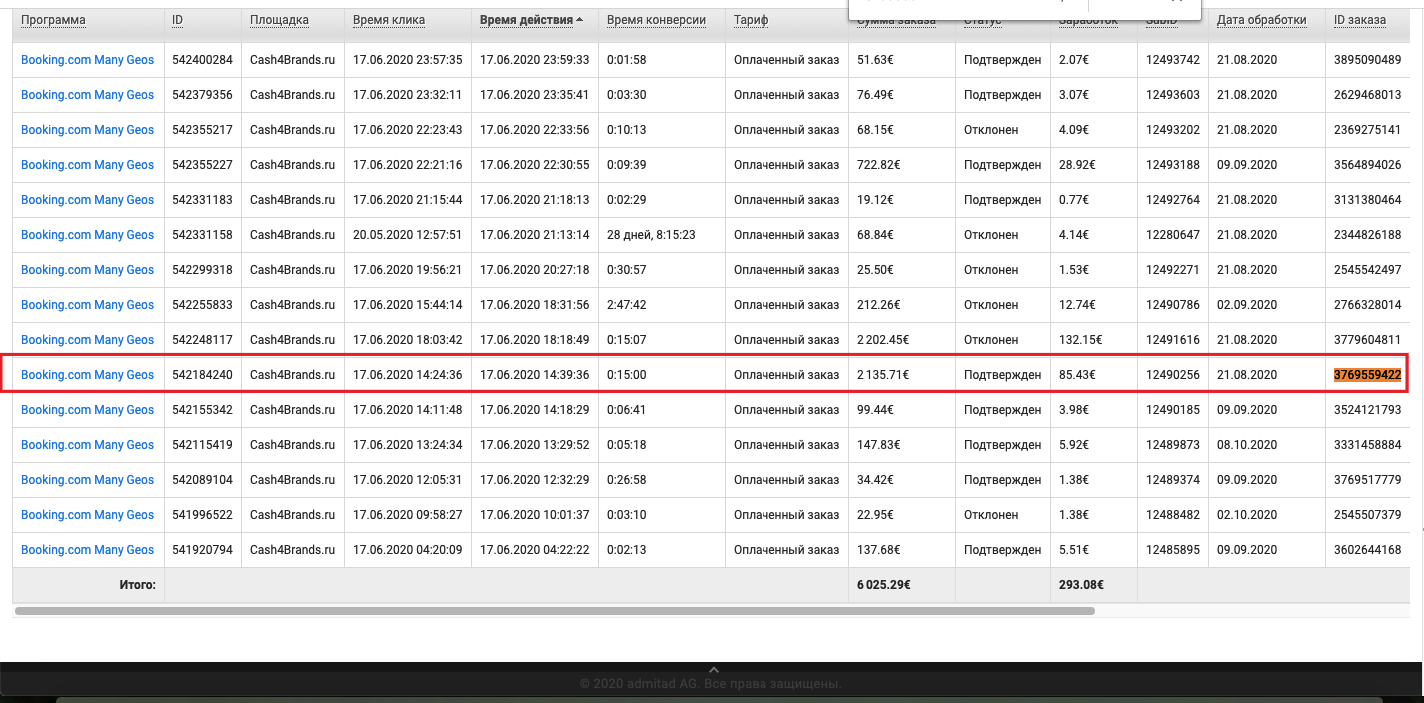 Программа ID Площадка Время клика Время действия Время конверсии Тариф Сумма заказа Статус Заработок SubID Дата обработки ID заказа
Booking.com Many Geos 542400284 Cash4Brands.ru 17.06.2020 23:57:35 17.06.2020 23:59:33 0:01:58 Оплаченный заказ 51.63€ Подтвержден 2.07€ 12493742 21.08.2020 3895090489
Booking.com Many Geos 542379356 Cash4Brands.ru 17.06.2020 23:32:11 17.06.2020 23:35:41 0:03:30 Оплаченный заказ 76.49€ Подтвержден 3.07€ 12493603 21.08.2020 2629468013
Booking.com Many Geos 542355217 Cash4Brands.ru 17.06.2020 22:23:43 17.06.2020 22:33:56 0:10:13 Оплаченный заказ 68.15€ Отклонен 4.09€ 12493202 21.08.2020 2369275141
Booking.com Many Geos 542355227 Cash4Brands.ru 17.06.2020 22:21:16 17.06.2020 22:30:55 0:09:39 Оплаченный заказ 722.82€ Подтвержден 28.92€ 12493188 09.09.2020 3564894026
Booking.com Many Geos 542331183 Cash4Brands.ru 17.06.2020 21:15:44 17.06.2020 21:18:13 0:02:29 Оплаченный заказ 19.12€ Подтвержден 0.77€ 12492764 21.08.2020 3131380464
Booking.com Many Geos 542331158 Cash4Brands.ru 20.05.2020 12:57:51 17.06.2020 21:13:14 28 дней, 8:15:23 Оплаченный заказ 68.84€ Отклонен 4.14€ 12280647 21.08.2020 2344826188
Booking.com Many Geos 542299318 Cash4Brands.ru 17.06.2020 19:56:21 17.06.2020 20:27:18 0:30:57 Оплаченный заказ 25.50€ Отклонен 1.53€ 12492271 21.08.2020 2545542497
Booking.com Many Geos 542255833 Cash4Brands.ru 17.06.2020 15:44:14 17.06.2020 18:31:56 2:47:42 Оплаченный заказ 212.26€ Отклонен 12.74€ 12490786 02.09.2020 2766328014
Booking.com Many Geos 542248117 Cash4Brands.ru 17.06.2020 18:03:42 17.06.2020 18:18:49 0:15:07 Оплаченный заказ 2 202.45€ Отклонен 132.15€ 12491616 21.08.2020 3779604811
Booking.com Many Geos 542184240 Cash4Brands.ru 17.06.2020 14:24:36 17.06.2020 14:39:36 0:15:00 Оплаченный заказ 2 135.71€ Подтвержден 85.43€ 12490256 21.08.2020 3769559422
Booking.com Many Geos 542155342 Cash4Brands.ru 17.06.2020 14:11:48 17.06.2020 14:18:29 0:06:41 Оплаченный заказ 99.44€ Подтвержден 3.98€ 12490185 09.09.2020 3524121793
Booking.com Many Geos 542115419 Cash4Brands.ru 17.06.2020 13:24:34 17.06.2020 13:29:52 0:05:18 Оплаченный заказ 147.83€ Подтвержден 5.92€ 12489873 08.10.2020 3331458884
Booking.com Many Geos 542089104 Cash4Brands.ru 17.06.2020 12:05:31 17.06.2020 12:32:29 0:26:58 Оплаченный заказ 34.42€ Подтвержден 1.38€ 12489374 09.09.2020 3769517779
Booking.com Many Geos 541996522 Cash4Brands.ru 17.06.2020 09:58:27 17.06.2020 10:01:37 0:03:10 Оплаченный заказ 22.95€ Отклонен 1.38€ 12488482 02.10.2020 2545507379
Booking.com Many Geos 541920794 Cash4Brands.ru 17.06.2020 04:20:09 17.06.2020 04:22:22 0:02:13 Оплаченный заказ 137.68€ Подтвержден 5.51€ 12485895 09.09.2020 3602644168
Итого: 6 025.29€ 293.08€
© 2020 admitad AG. Все права защищены.